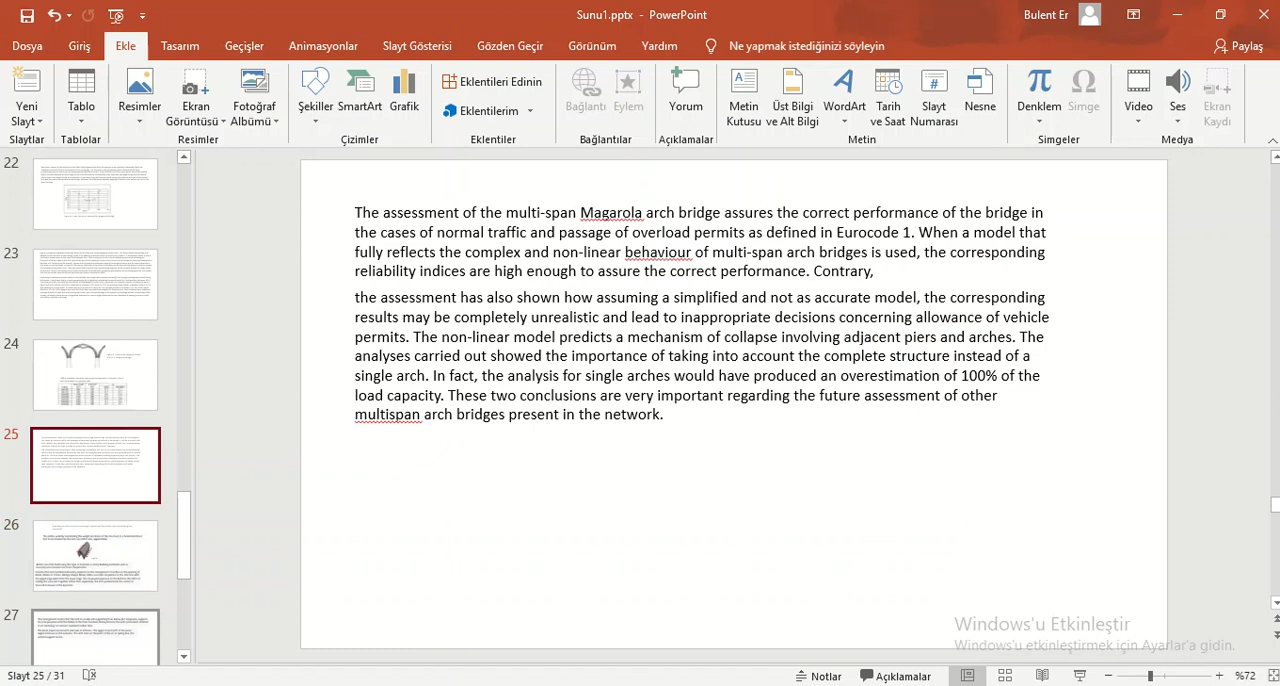 Sunu1.pptx - PowerPoint
Bulent Er
Dosya Giriş Ekle Tasarım Geçişler Animasyonlar Slayt Gösterisi Gözden Geçir Görünüm Yardım Ne yapmak istediğinizi söyleyin Paylaş
Yeni Slayt
Tablo
Resimler
Ekran Görüntüsü
Fotoğraf Albümü
Şekiller
SmartArt
Grafik
Eklentileri Edinin
Eklentilerim
Bağlantı
Eylem
Yorum
Metin Kutusu
Üst Bilgi ve Alt Bilgi
WordArt
Tarih ve Saat
Slayt Numarası
Nesne
Denklem
Simge
Video
Ses
Ekran Kaydı
Slaytlar Tablolar Resimler Çizimler Eklentiler Bağlantılar Açıklamalar Metin Simgeler Medya
22
23
24
25
26
27
The assessment of the multi-span Magarola arch bridge assures the correct performance of the bridge in
the cases of normal traffic and passage of overload permits as defined in Eurocode 1. When a model that
fully reflects the complex and non-linear behaviour of multispan arch bridges is used, the corresponding
reliability indices are high enough to assure the correct performance. Contrary,
the assessment has also shown how assuming a simplified and not as accurate model, the corresponding
results may be completely unrealistic and lead to inappropriate decisions concerning allowance of vehicle
permits. The non-linear model predicts a mechanism of collapse involving adjacent piers and arches. The
analyses carried out showed the importance of taking into account the complete structure instead of a
single arch. In fact, the analysis for single arches would have produced an overestimation of 100% of the
load capacity. These two conclusions are very important regarding the future assessment of other
multispan arch bridges present in the network.
Windows'u Etkinleştir
Windows'u etkinleştirmek için Ayarlar'a gidin.
Slayt 25 / 31
Notlar
Açıklamalar
%72